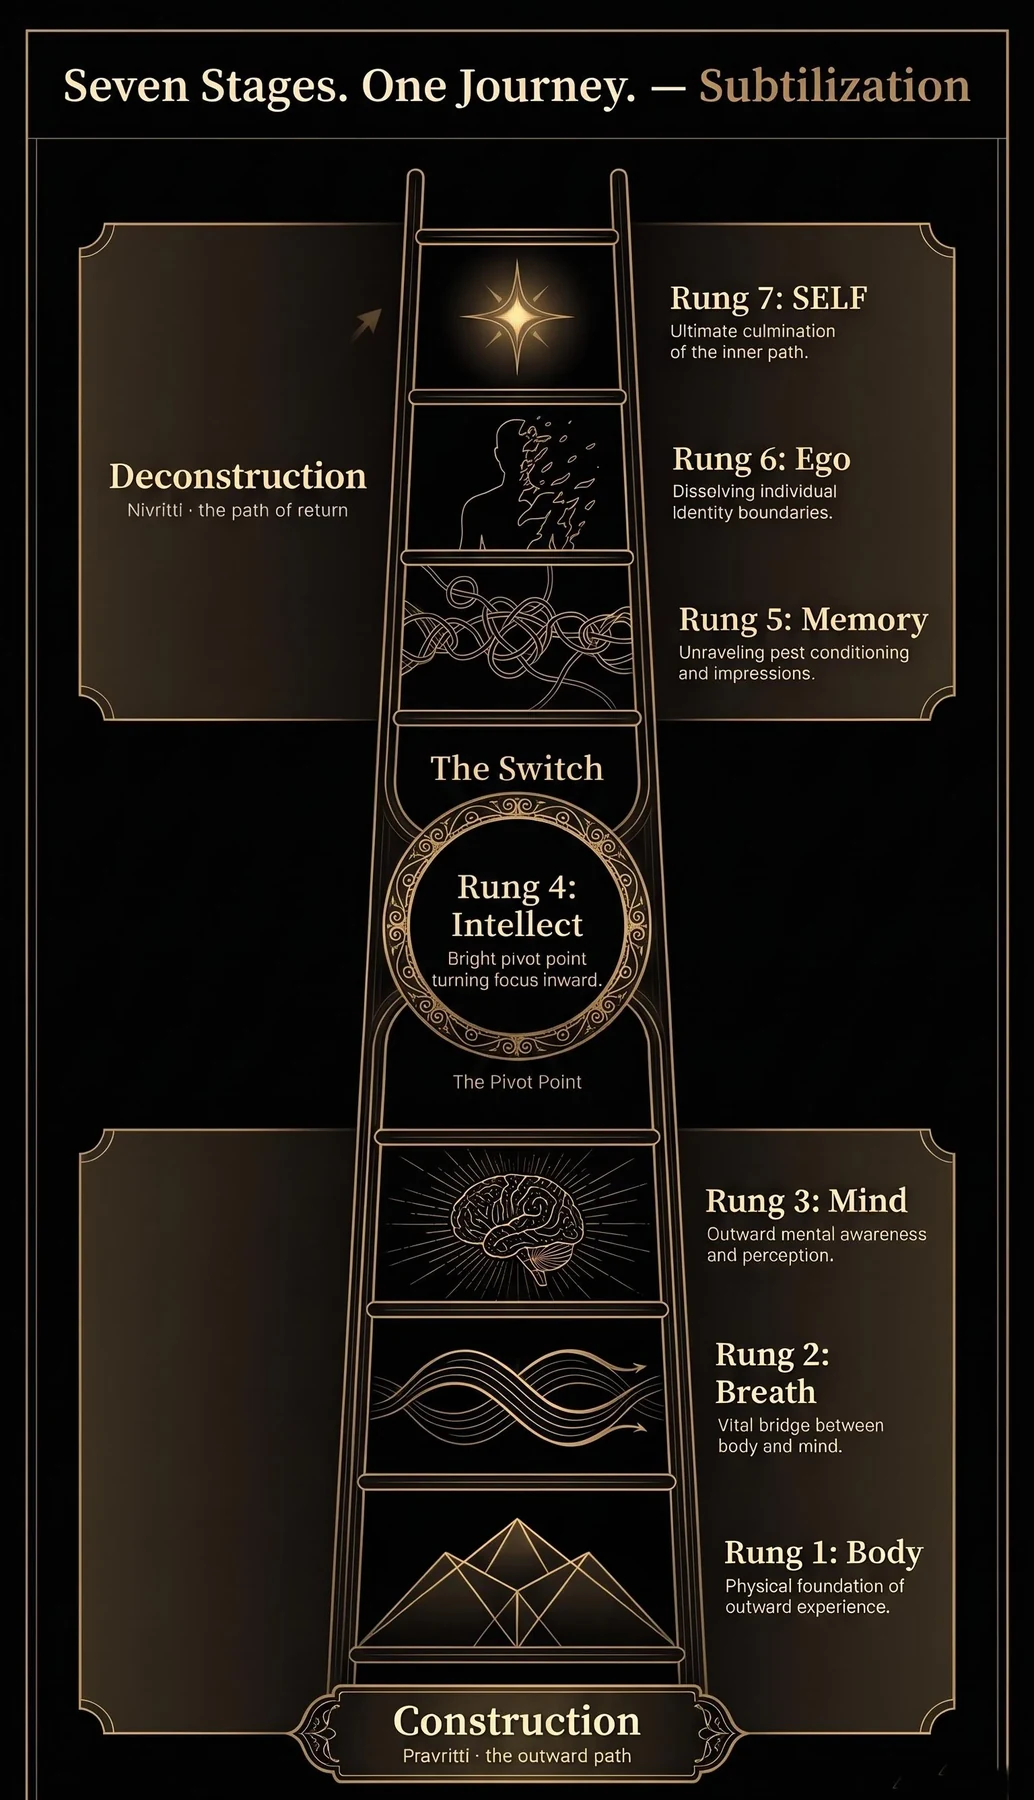 Seven Stages. One Journey. — Subtilization
Rung 7: SELF
Ultimate culmination
of the inner path.
Deconstruction
Nivritti · the path of return
Rung 6: Ego
Dissolving individual
Identity boundaries.
Rung 5: Memory
Unraveling pest conditioning
and impressions.
The Switch
Rung 4:
Intellect
Bright pivot point
turning focus inward.
The Pivot Point
Rung 3: Mind
Outward mental awareness
and perception.
Rung 2:
Breath
Vital bridge between
body and mind.
Rung 1: Body
Physical foundation of
outward experience.
Construction
Pravritti · the outward path